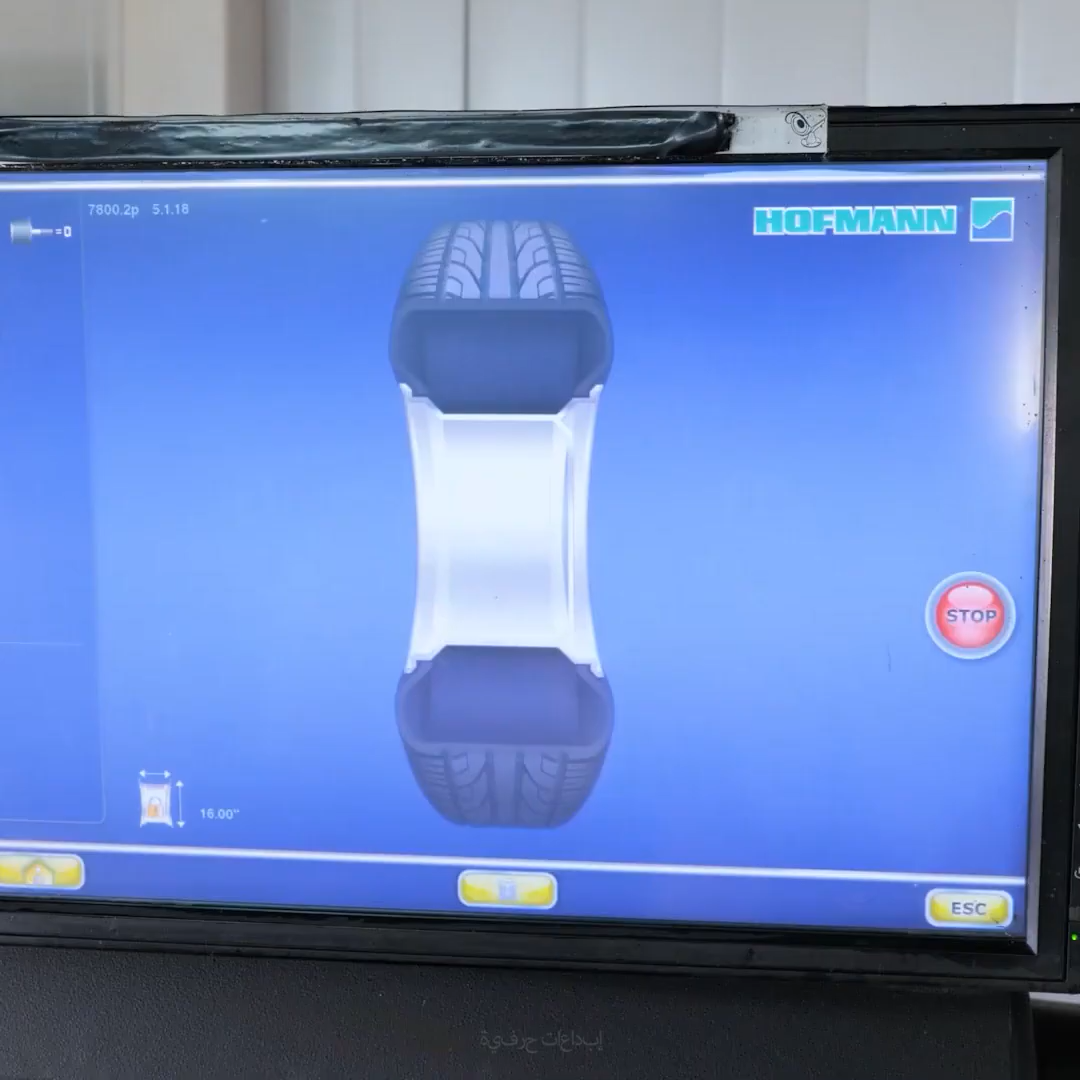 7800.2p 5.1.18
HOFMANN
=0
STOP
16.00"
ESC
إبداعات حرفية